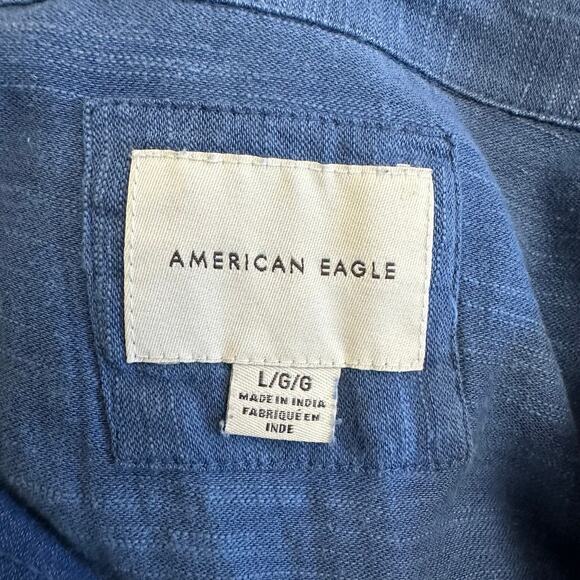 AMERICAN EAGLE
L/G/G
MADE IN INDIA
FABRIQUÉ EN
INDE